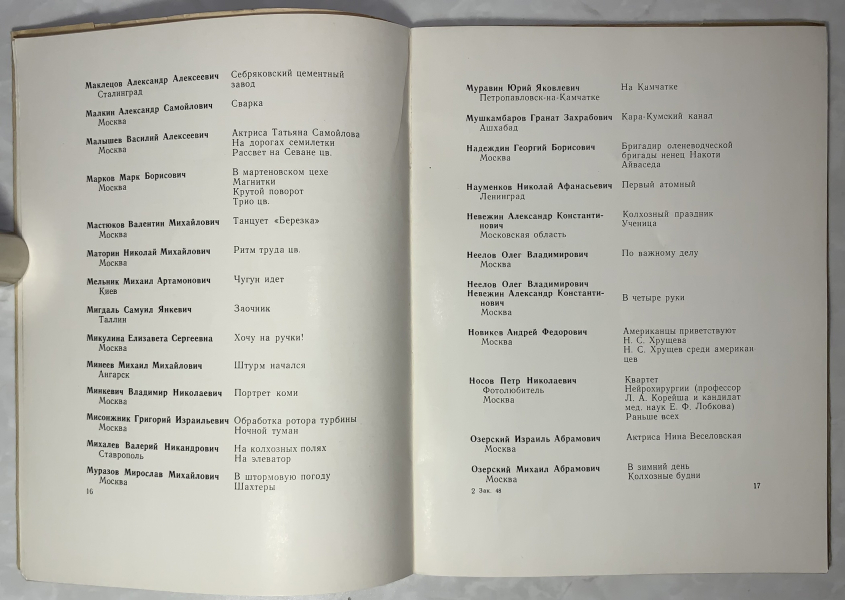 Маклецов Александр Алексеевич Себряковский цементный
Сталинград завод
Малкин Александр Самойлович Сварка
Москва
Малышев Василий Алексеевич Актриса Татьяна Самойлова
Москва На дорогах семилетки
Рассвет на Севане цв.
Марков Марк Борисович В мартеновском цехе
Москва Магнитки
Крутой поворот
Трио цв.
Мастюков Валентин Михайлович Танцует «Березка»
Москва
Маторин Николай Михайлович Ритм труда цв.
Москва
Мельник Михаил Артамонович Чугун идет
Киев
Мигдаль Самуил Янкевич Заочник
Таллин
Микулина Елизавета Сергеевна Хочу на ручки!
Москва
Минеев Михаил Михайлович Штурм начался
Ангарск
Минкевич Владимир Николаевич Портрет коми
Москва
Мисонжник Григорий Израильевич Обработка ротора турбины
Москва Ночной туман
Михалев Валерий Никандрович На колхозных полях
Ставрополь На элеватор
Муразов Мирослав Михайлович В штормовую погоду
Москва Шахтеры
16
Муравин Юрий Яковлевич На Камчатке
Петропавловск-на-Камчатке
Мушкамбаров Гранат Захрабович Кара-Кумский канал
Ашхабад
Надеждин Георгий Борисович Бригадир оленеводческой
Москва бригады ненец Накоти
Айваседа
Науменков Николай Афанасьевич Первый атомный
Ленинград
Невежин Александр Константи- Колхозный праздник
нович Ученица
Московская область
Неелов Олег Владимирович По важному делу
Москва
Неелов Олег Владимирович
Невежин Александр Константи- В четыре руки
нович
Москва
Новиков Андрей Федорович Американцы приветствуют
Москва Н. С. Хрущева
Н. С. Хрущев среди американ-
цев
Носов Петр Николаевич Квартет
Фотолюбитель Нейрохирургии (профессор
Москва Л. А. Корейша и кандидат
мед. наук Е. Ф. Лобкова)
Раньше всех
Озерский Израиль Абрамович Актриса Нина Веселовская
Москва
Озерский Михаил Абрамович В зимний день
Москва Колхозные будни
2 Зак. 48 17